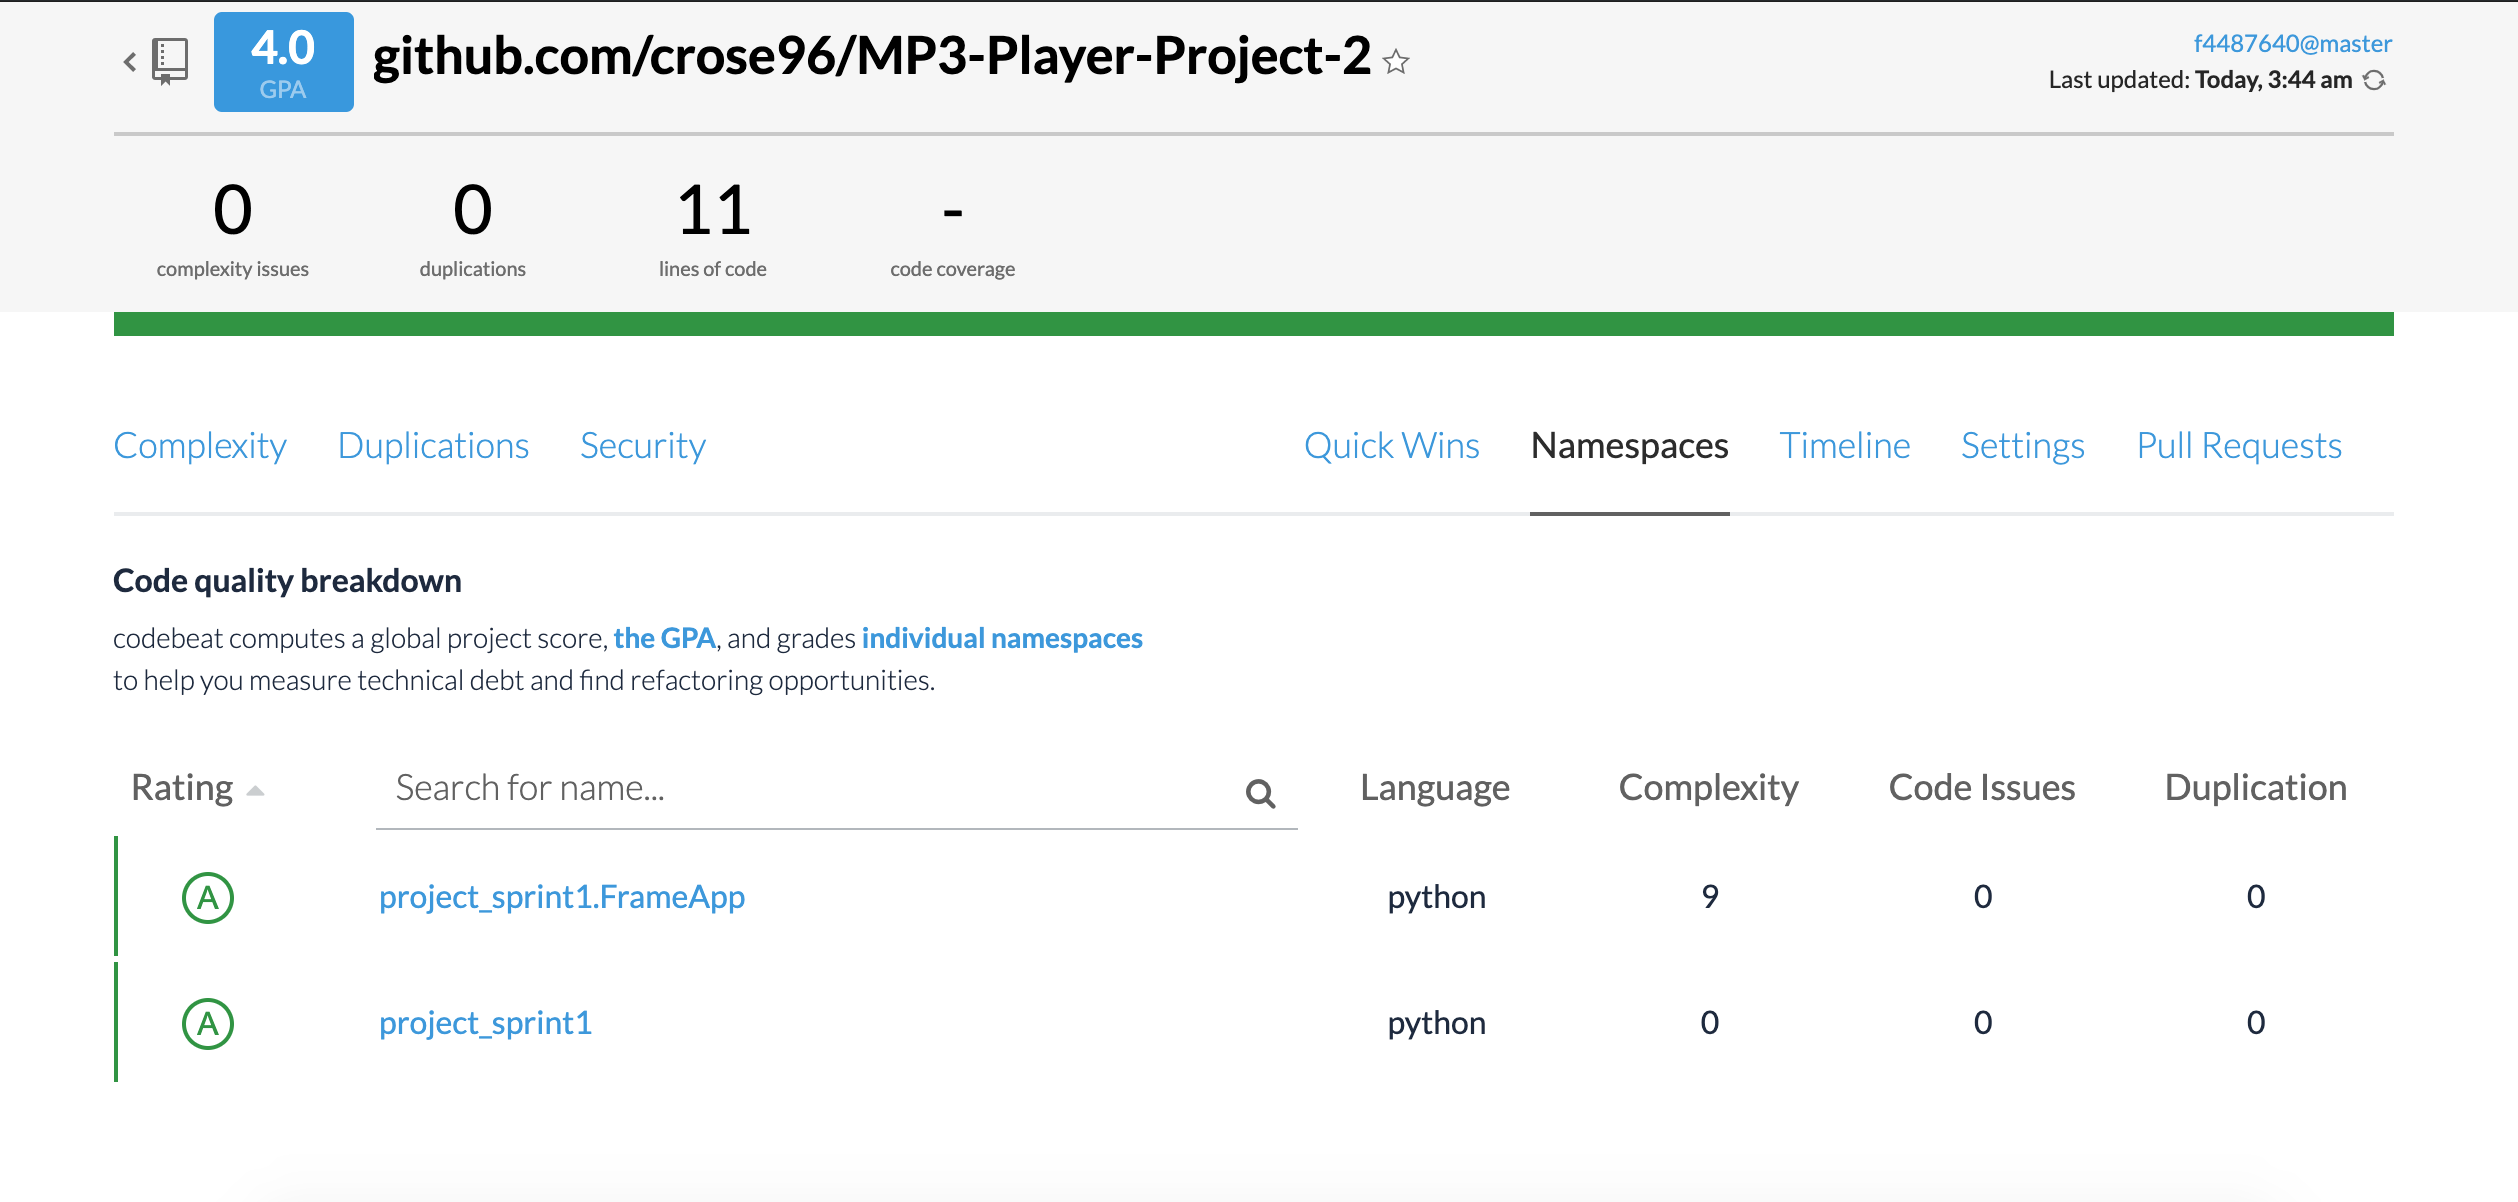 4.0
GPA
github.com/crose96/MP3-Player-Project-2
f4487640@master
Last updated: Today, 3:44 am
0
complexity issues
0
duplications
11
lines of code
-
code coverage
Complexity Duplications Security Quick Wins Namespaces Timeline Settings Pull Requests
Code quality breakdown
codebeat computes a global project score, the GPA, and grades individual namespaces
to help you measure technical debt and find refactoring opportunities.
Rating Search for name... Language Complexity Code Issues Duplication
A project_sprint1.FrameApp python 9 0 0
A project_sprint1 python 0 0 0